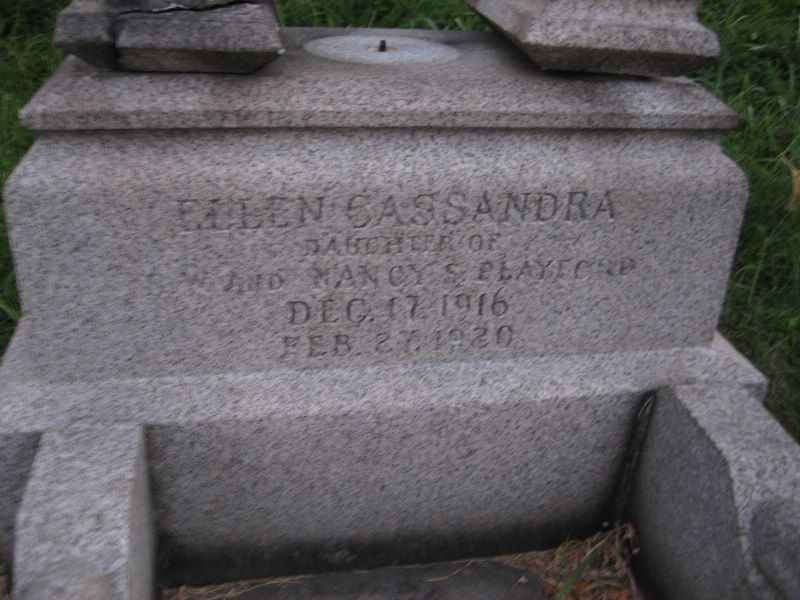 ELLEN CASSANDRA
DAUGHTER OF
W AND NANCY S. PLAYFORD
DEC. 17. 1916
FEB. 27. 1920